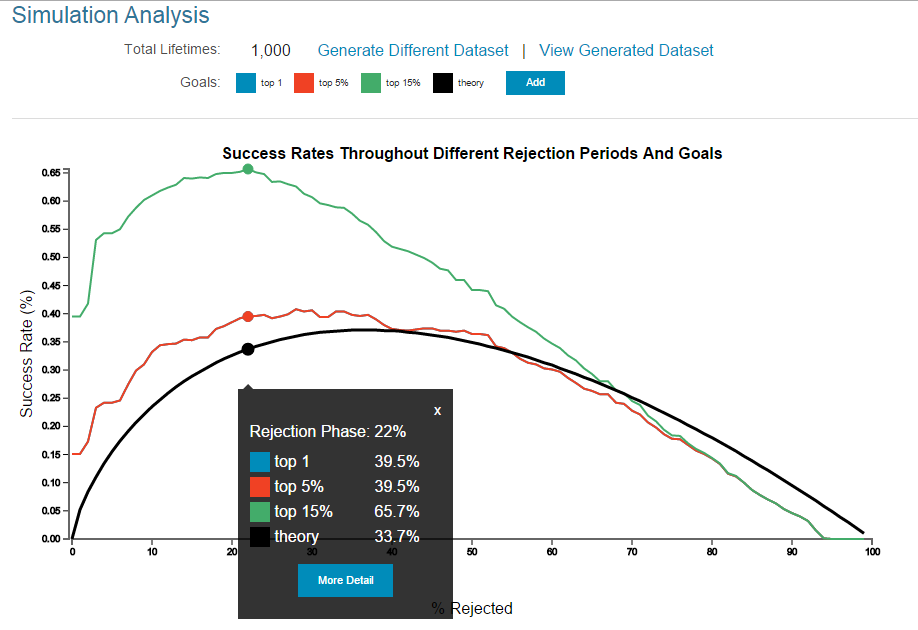 Simulation Analysis
Total Lifetimes: 1,000 Generate Different Dataset | View Generated Dataset
Goals: top 1 top 5% top 15% theory Add
Success Rates Throughout Different Rejection Periods And Goals
Success Rate (%)
0.65
0.60
0.55
0.50
0.45
0.40
0.35
0.30
0.25
0.20
0.15
0.10
0.05
0.00
x
Rejection Phase: 22%
top 1 39.5%
top 5% 39.5%
top 15% 65.7%
theory 33.7%
0 10 20 30 40 50 60 70 80 90 100
More Detail
% Rejected